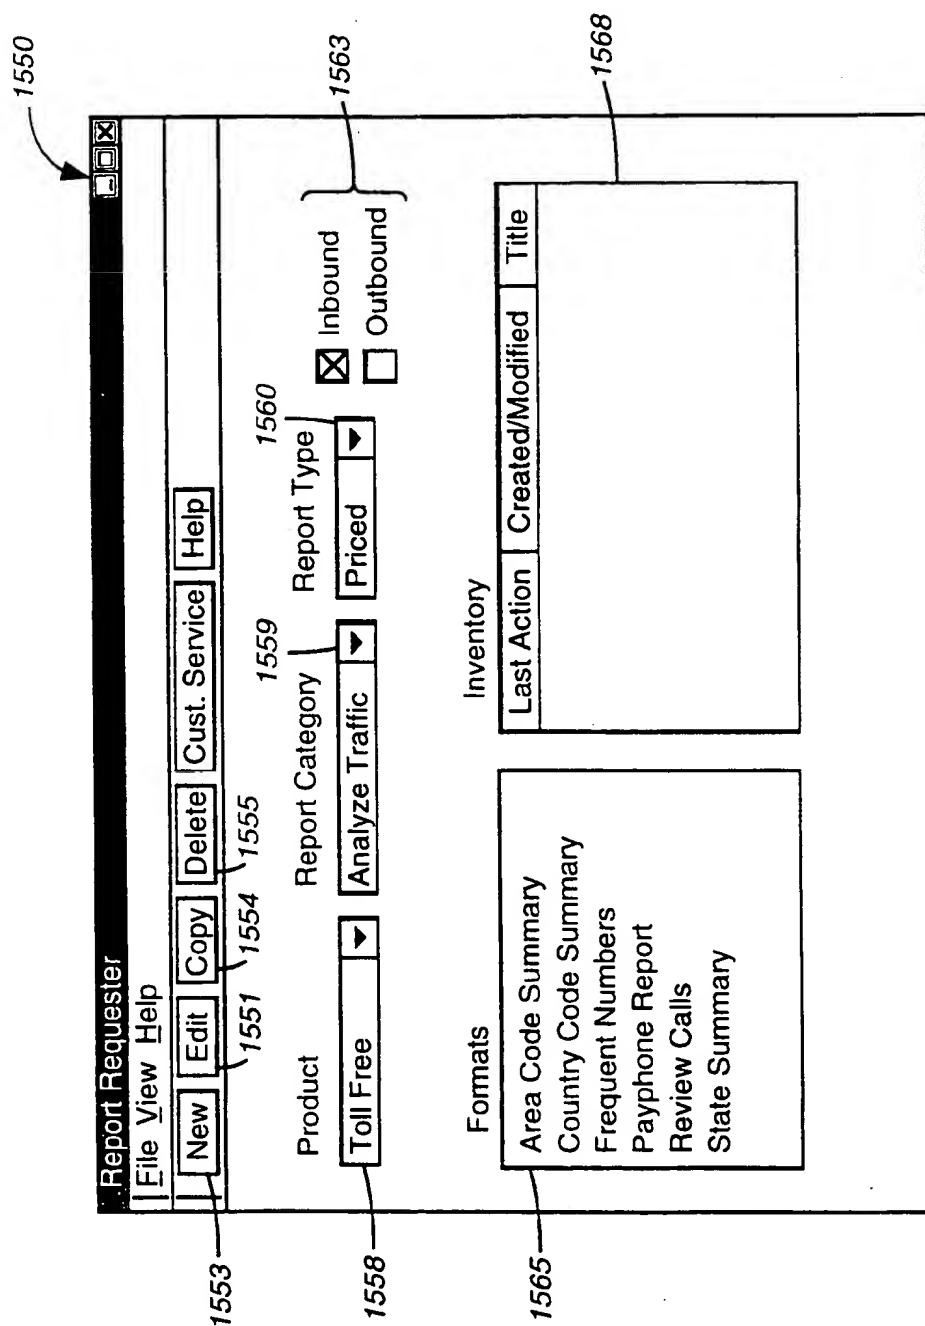 1550
Report Requester
File View Help
New Edit Copy Delete Cust. Service Help
1553
1551
1554
1555
1559
1560
1563
Product Report Category Report Type
Toll Free Analyze Traffic Priced
Inbound
Outbound
1558
Formats
Area Code Summary
Country Code Summary
Frequent Numbers
Payphone Report
Review Calls
State Summary
1565
Inventory
Last Action Created/Modified Title
1568